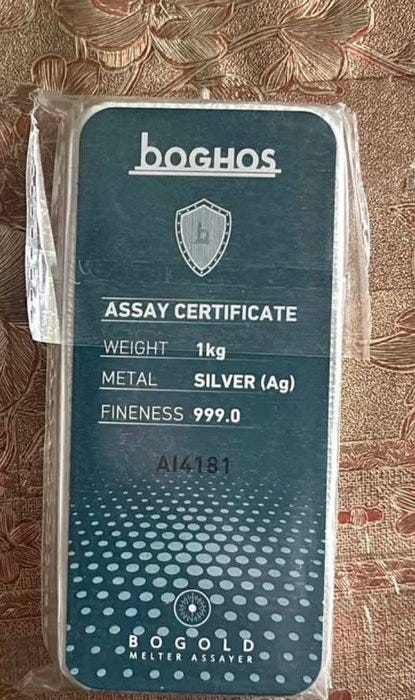 boGHOS
b
ASSAY CERTIFICATE
WEIGHT 1kg
METAL SILVER (Ag)
FINENESS 999.0
AI4181
BOGOLD
MELTER ASSAYER